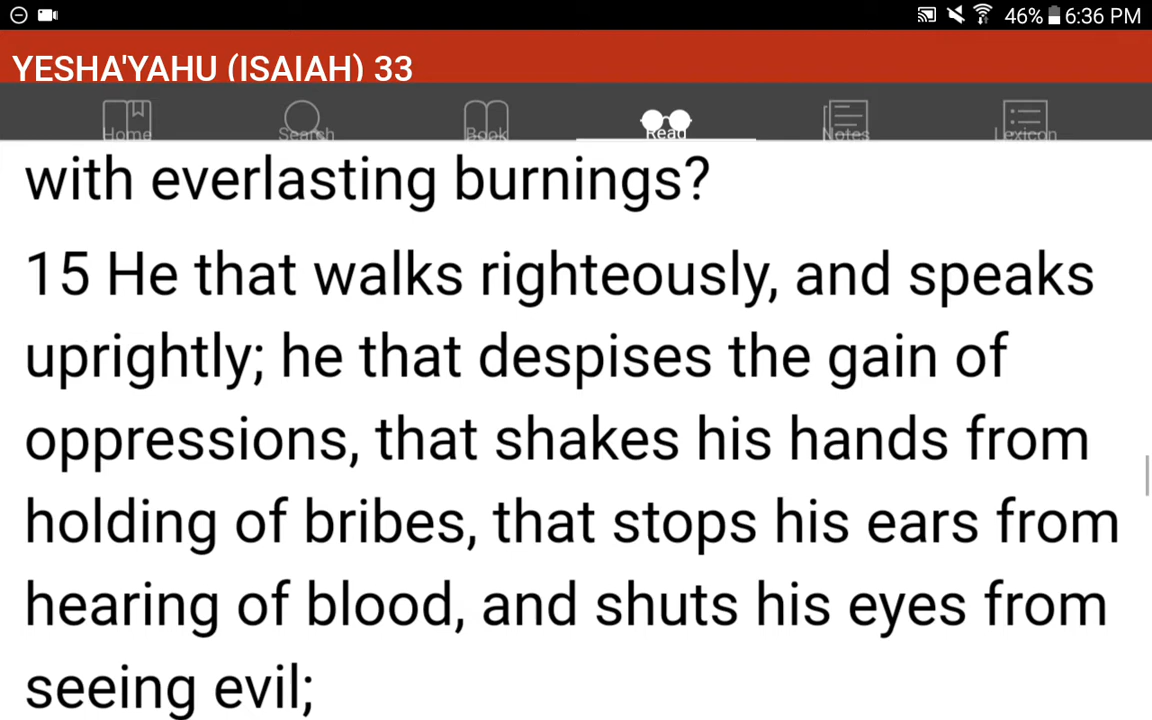 46% 6:36 PM
YESHA'YAHU (ISAIAH) 33
Home Search Book Read Notes Lexicon
with everlasting burnings?
15 He that walks righteously, and speaks
uprightly; he that despises the gain of
oppressions, that shakes his hands from
holding of bribes, that stops his ears from
hearing of blood, and shuts his eyes from
seeing evil;